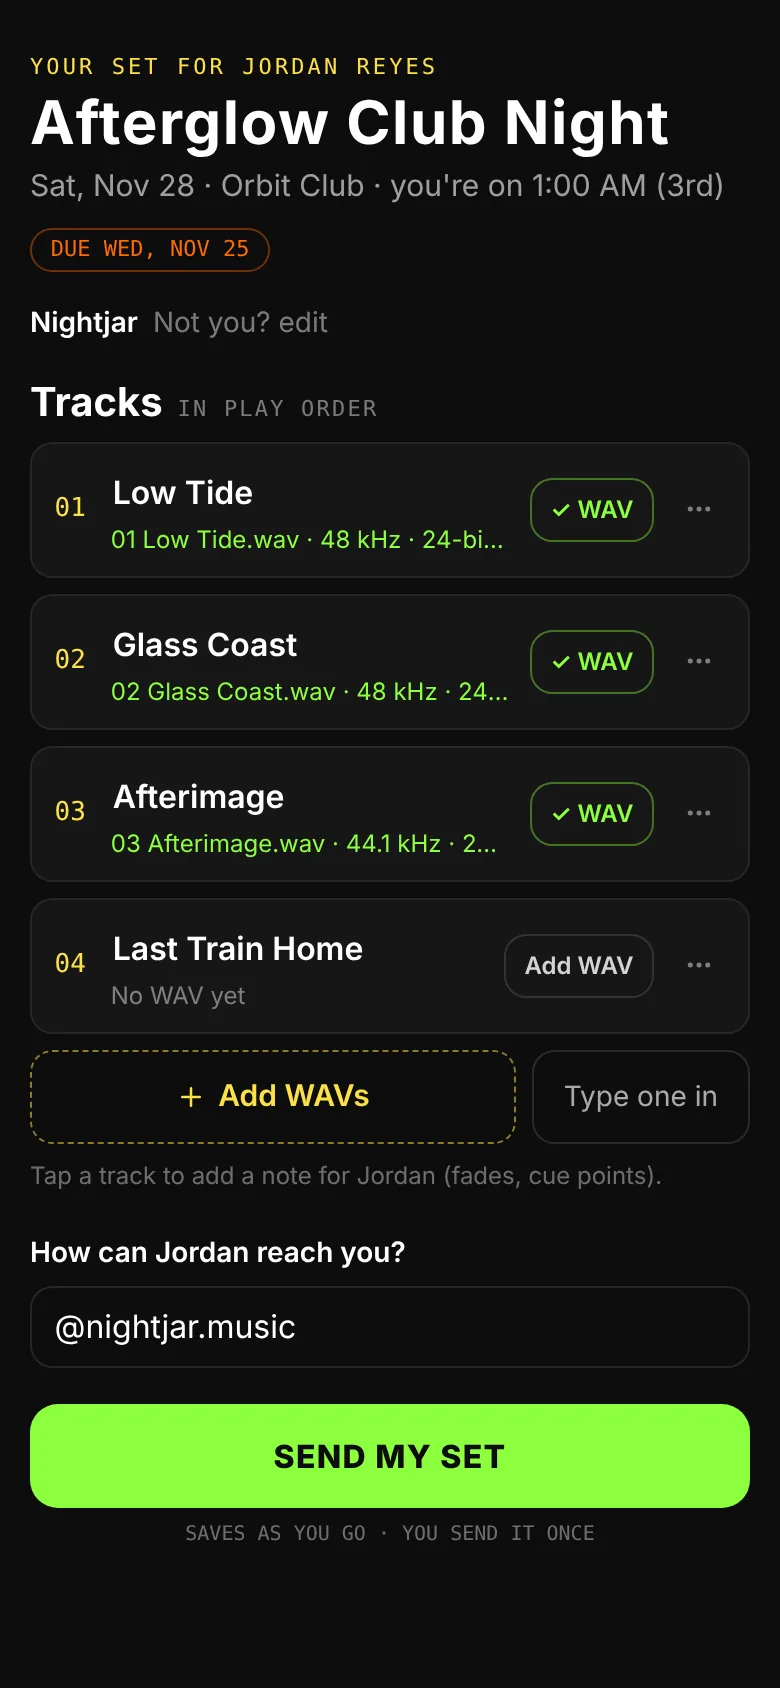 YOUR SET FOR JORDAN REYES
Afterglow Club Night
Sat, Nov 28 · Orbit Club · you're on 1:00 AM (3rd)
DUE WED, NOV 25
Nightjar Not you? edit
Tracks IN PLAY ORDER
01 Low Tide ✓ WAV ···
01 Low Tide.wav · 48 kHz · 24-bi...
02 Glass Coast ✓ WAV ···
02 Glass Coast.wav · 48 kHz · 24...
03 Afterimage ✓ WAV ···
03 Afterimage.wav · 44.1 kHz · 2...
04 Last Train Home Add WAV ···
No WAV yet
+ Add WAVs Type one in
Tap a track to add a note for Jordan (fades, cue points).
How can Jordan reach you?
@nightjar.music
SEND MY SET
SAVES AS YOU GO · YOU SEND IT ONCE